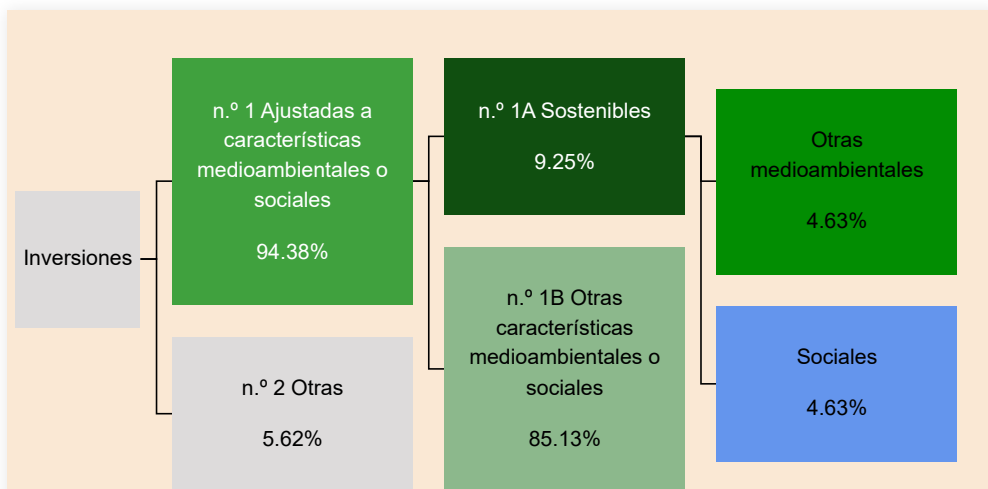 Inversiones
n.º 1 Ajustadas a
características
medioambientales o
sociales
94.38%
n.º 2 Otras
5.62%
n.º 1A Sostenibles
9.25%
n.º 1B Otras
características
medioambientales o
sociales
85.13%
Otras
medioambientales
4.63%
Sociales
4.63%